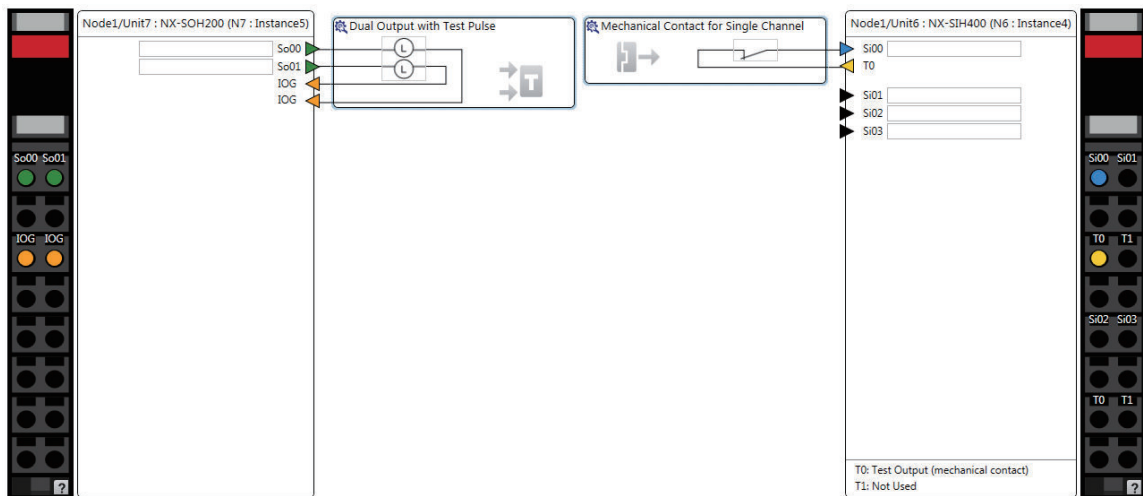 Node1/Unit7 : NX-SOH200 (N7 : Instance5)
So00
So01
IOG
IOG
Dual Output with Test Pulse
L
L
T
Mechanical Contact for Single Channel
Node1/Unit6 : NX-SIH400 (N6 : Instance4)
Si00
T0
Si01
Si02
Si03
T0: Test Output (mechanical contact)
T1: Not Used
So00 So01
IOG IOG
?
Si00 Si01
T0 T1
Si02 Si03
T0 T1
?